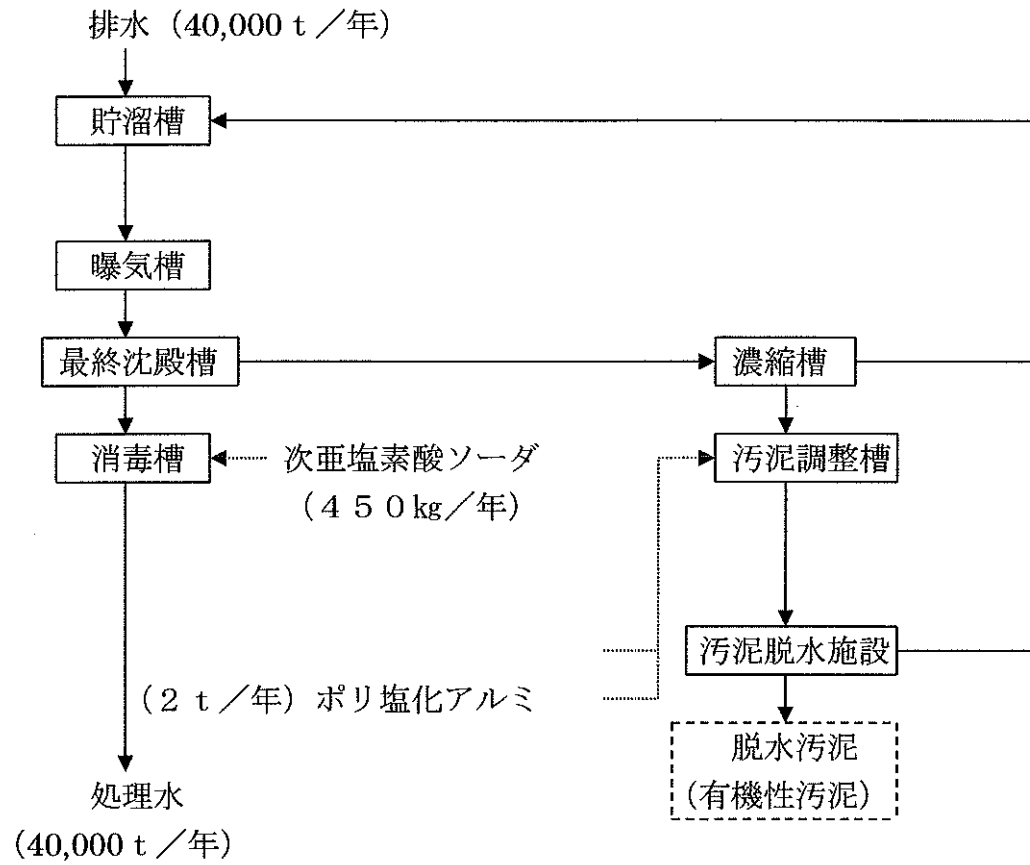 排水（40,000 t ／年）
貯溜槽
曝気槽
最終沈殿槽
濃縮槽
消毒槽
次亜塩素酸ソーダ
（４５０㎏／年）
汚泥調整槽
汚泥脱水施設
（2 t ／年）ポリ塩化アルミ
脱水汚泥
（有機性汚泥）
処理水
（40,000 t ／年）